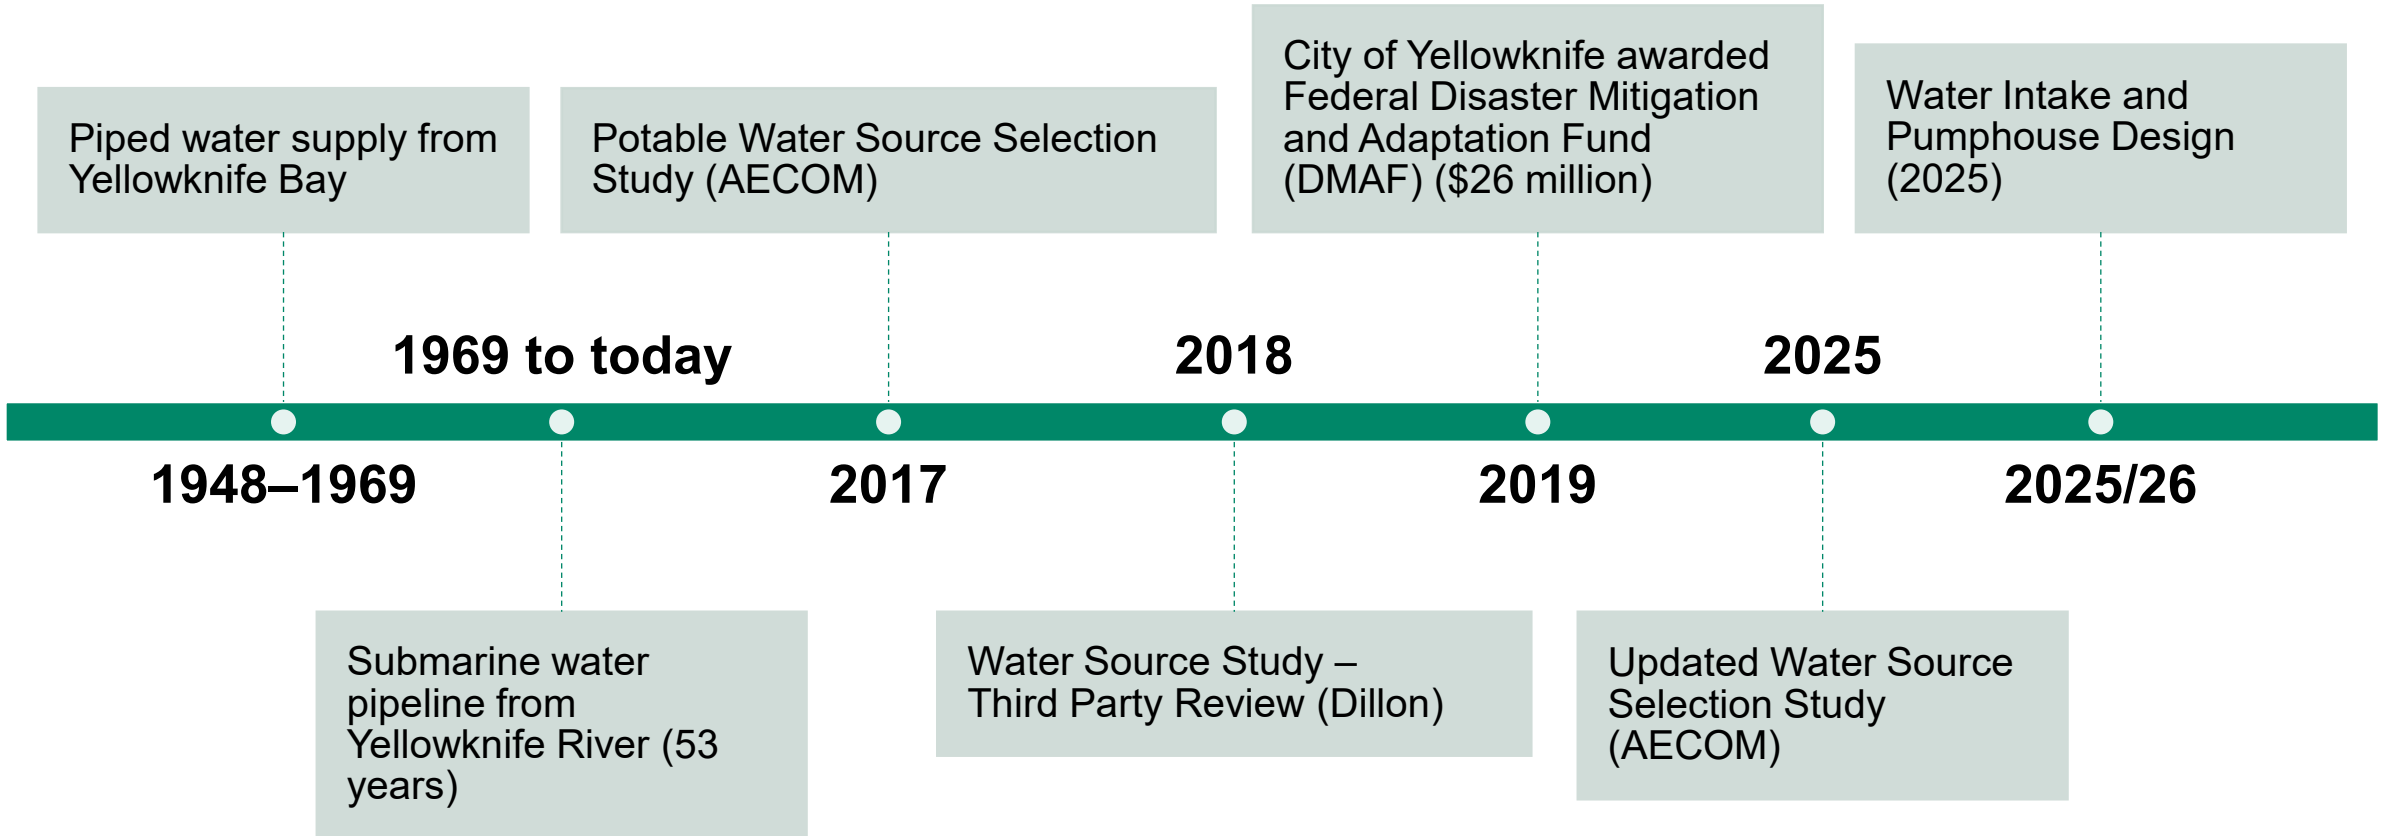 Piped water supply from
Yellowknife Bay
Potable Water Source Selection
Study (AECOM)
City of Yellowknife awarded
Federal Disaster Mitigation
and Adaptation Fund
(DMAF) ($26 million)
Water Intake and
Pumphouse Design
(2025)
1969 to today
2018
2025
1948–1969
2017
2019
2025/26
Submarine water
pipeline from
Yellowknife River (53
years)
Water Source Study –
Third Party Review (Dillon)
Updated Water Source
Selection Study
(AECOM)